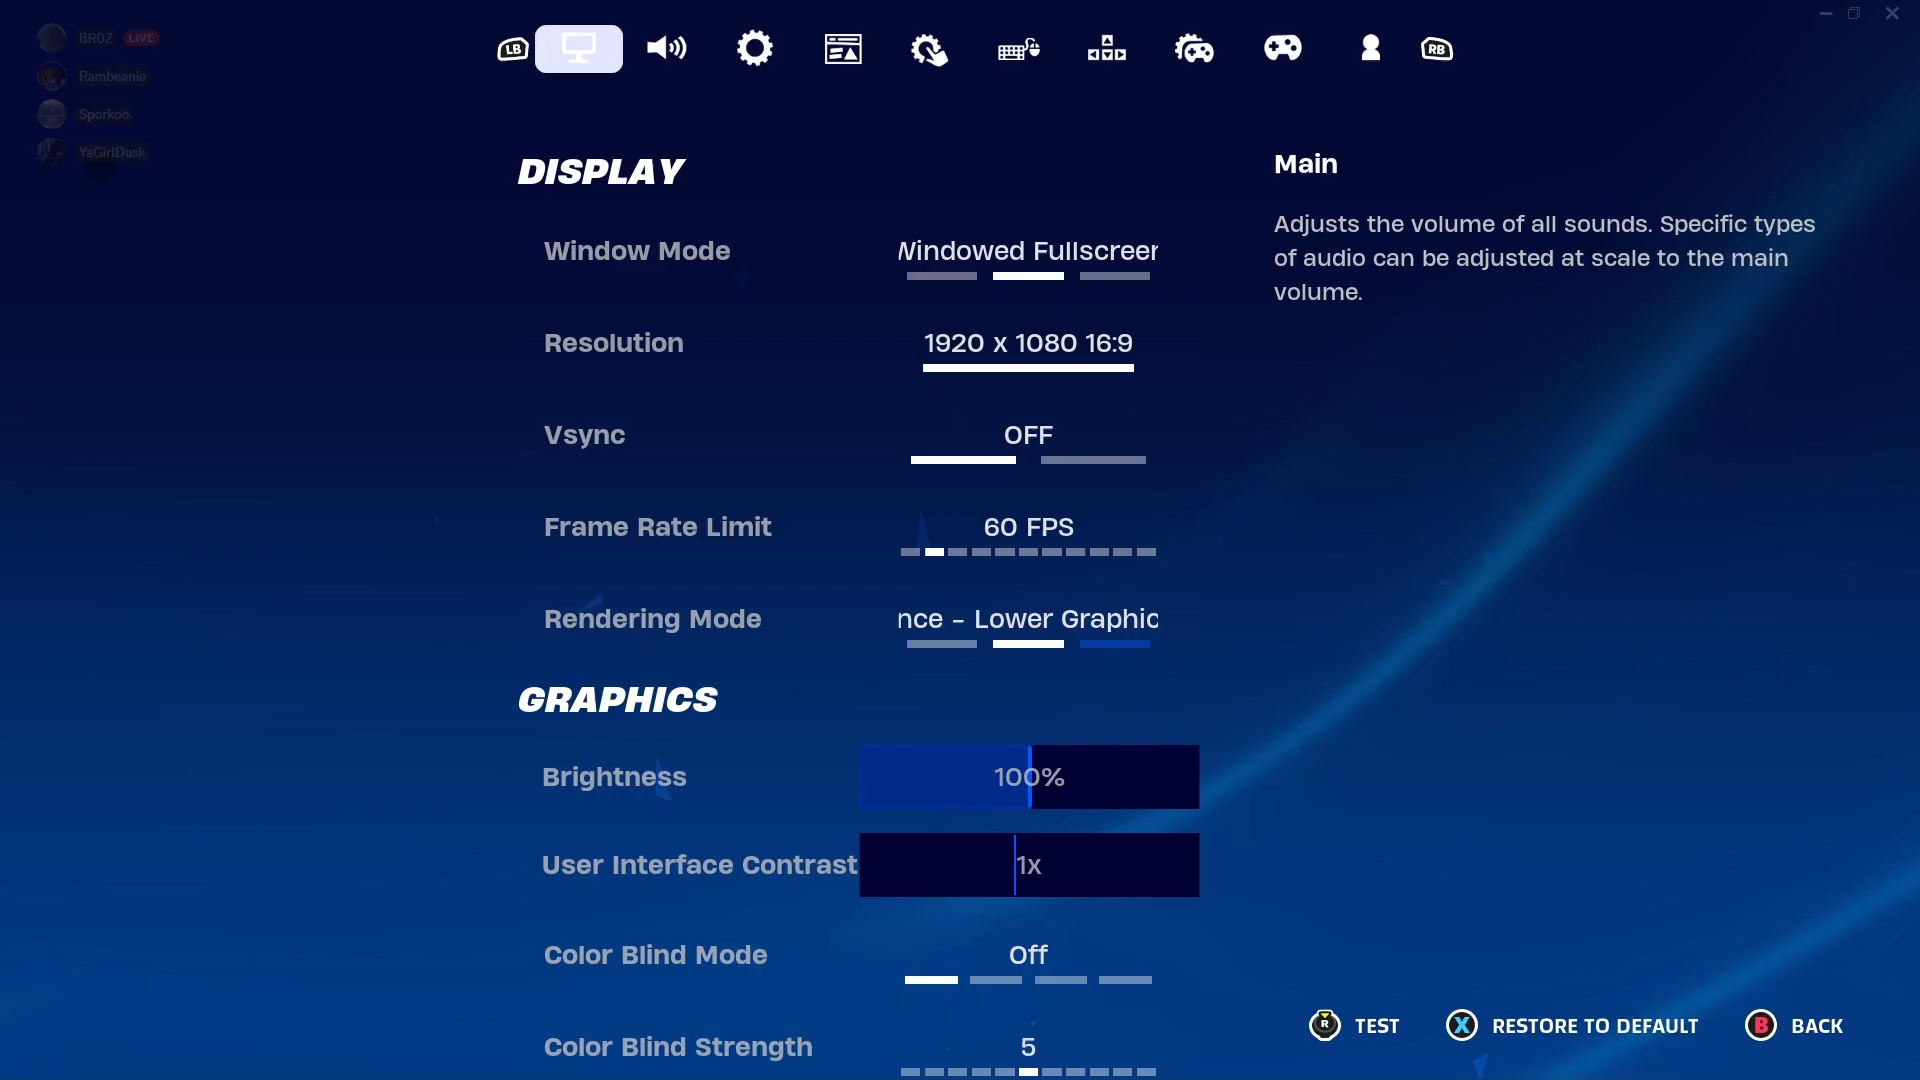 BROZ LIVE
Rambeanie
Sporkoo
YaGirlDusk
LB
RB
DISPLAY
Window Mode
Windowed Fullscreen
Resolution
1920 x 1080 16:9
Vsync
OFF
Frame Rate Limit
60 FPS
Rendering Mode
nce - Lower Graphic
GRAPHICS
Brightness
100%
User Interface Contrast
1x
Color Blind Mode
Off
Color Blind Strength
5
Main
Adjusts the volume of all sounds. Specific types
of audio can be adjusted at scale to the main
volume.
R TEST
X RESTORE TO DEFAULT
B BACK